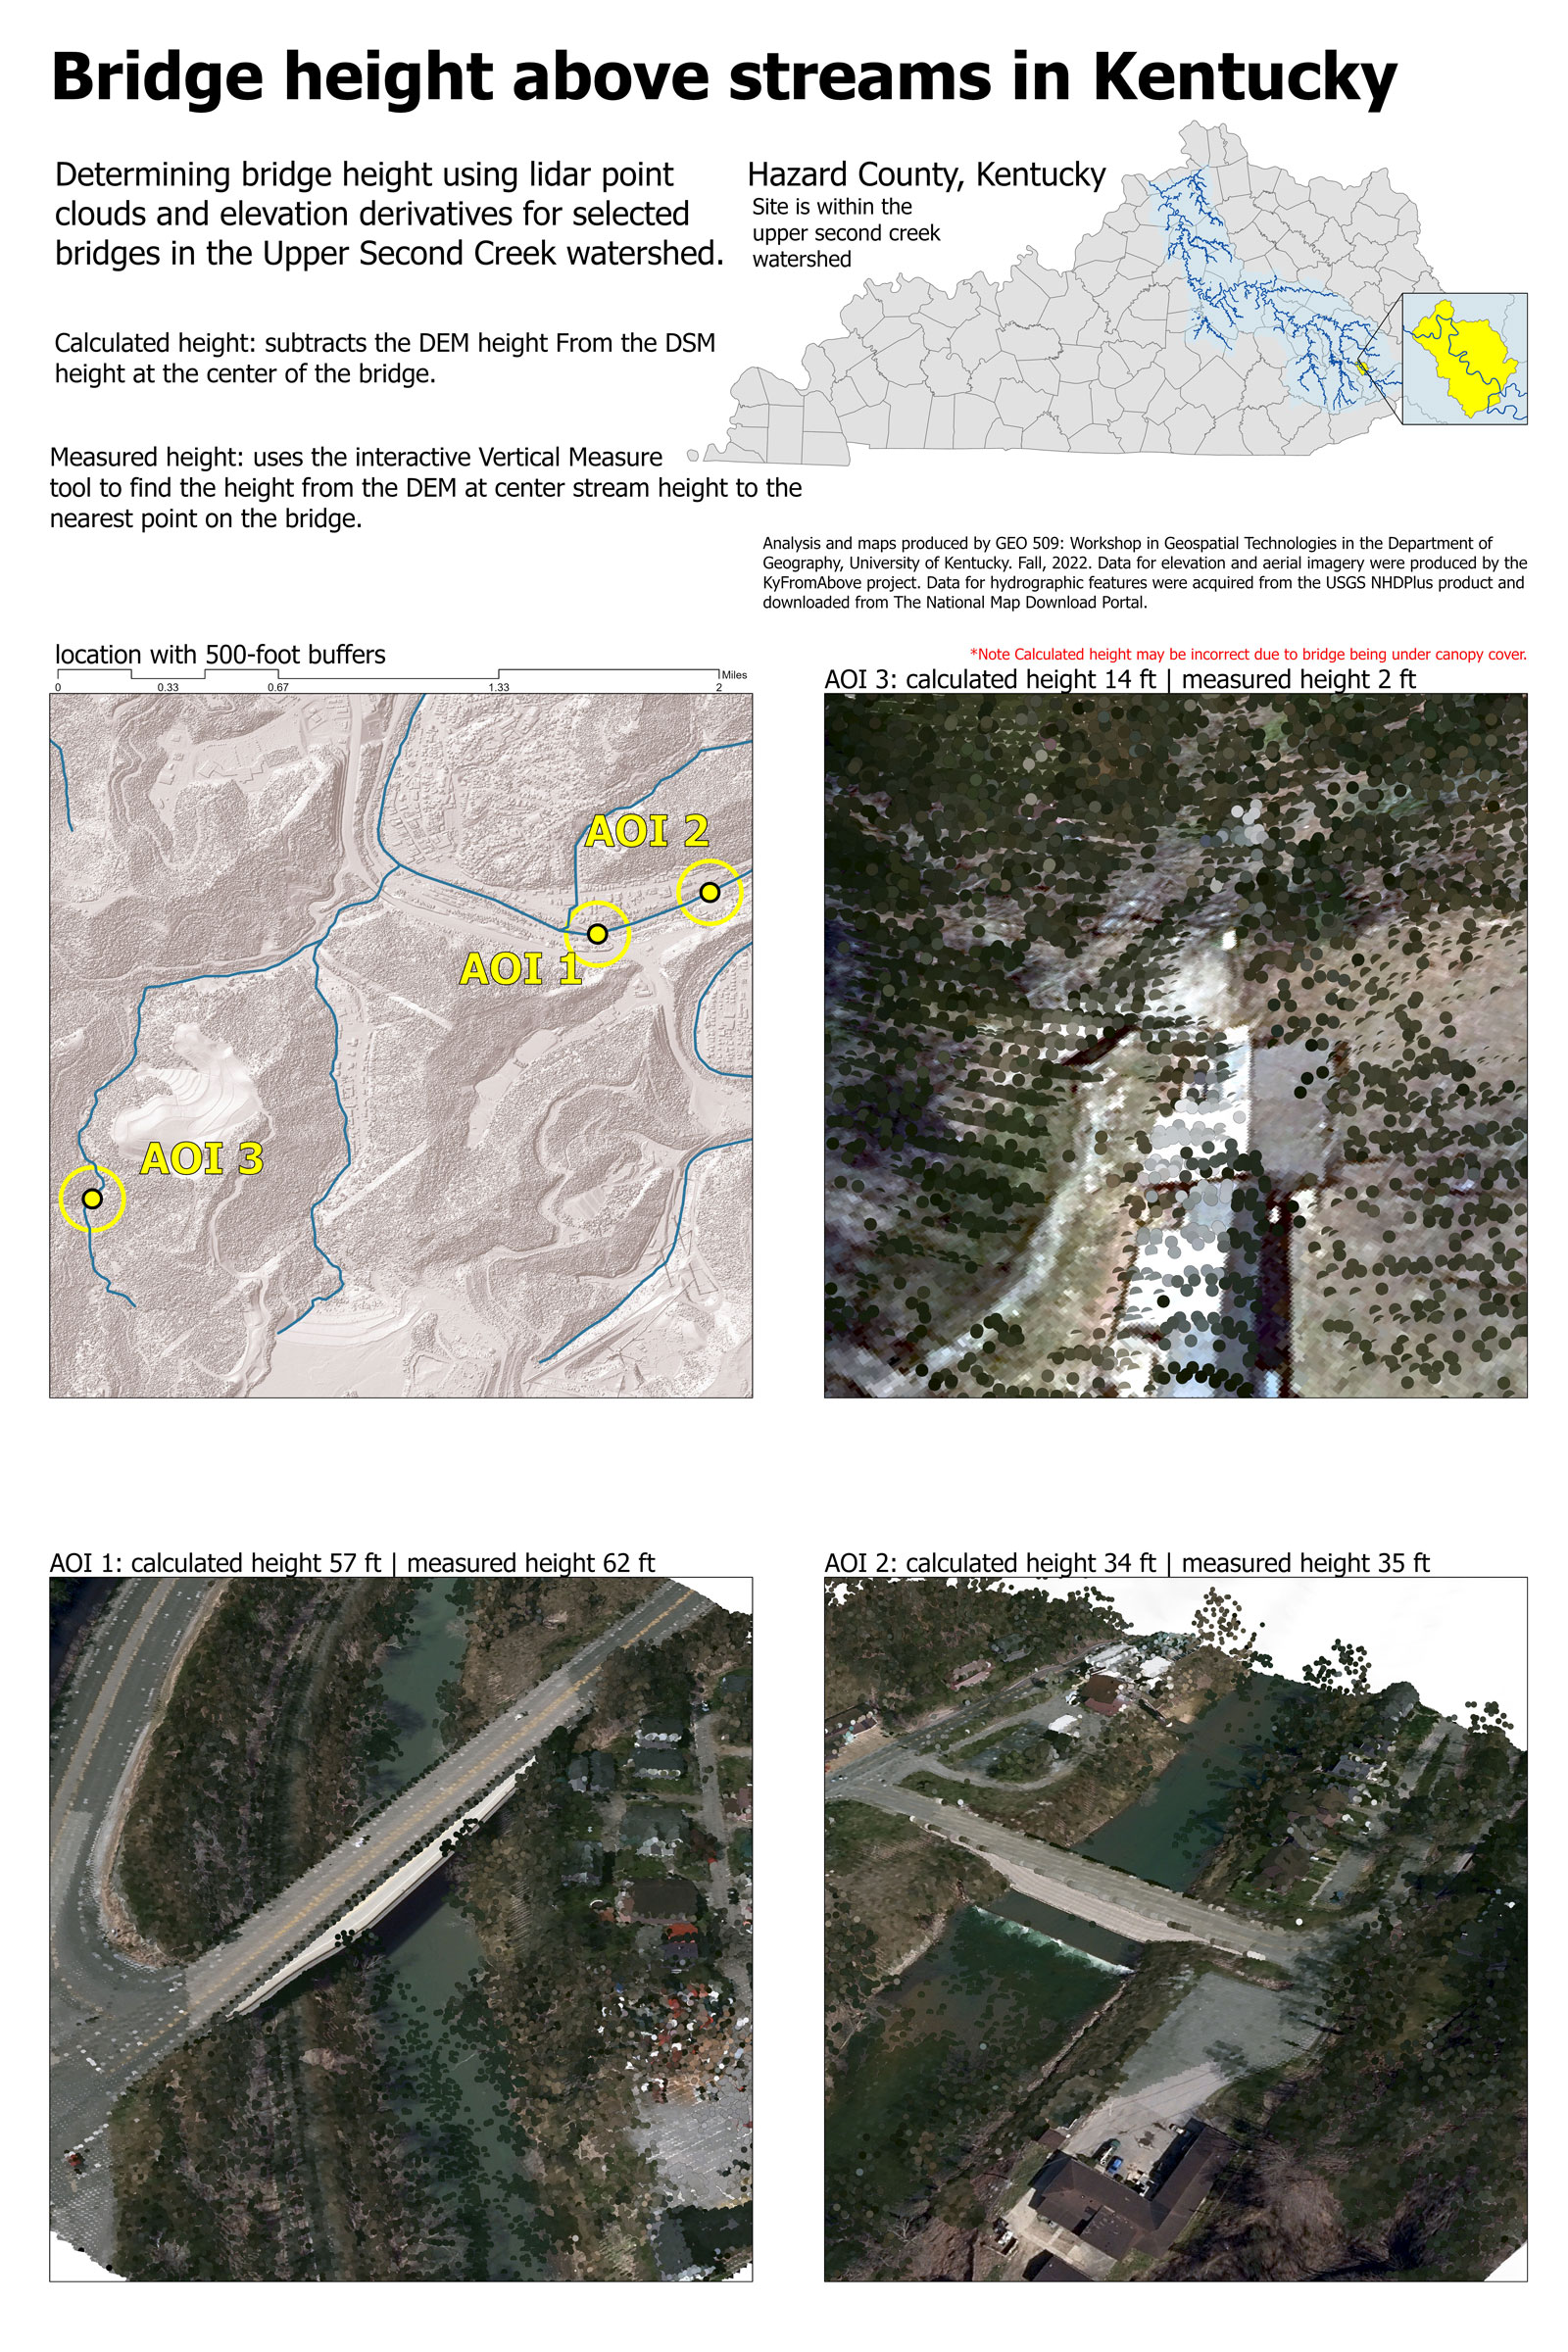 Bridge height above streams in Kentucky
Determining bridge height using lidar point
clouds and elevation derivatives for selected
bridges in the Upper Second Creek watershed.
Hazard County, Kentucky
Site is within the
upper second creek
watershed
Calculated height: subtracts the DEM height From the DSM
height at the center of the bridge.
Measured height: uses the interactive Vertical Measure
tool to find the height from the DEM at center stream height to the
nearest point on the bridge.
Analysis and maps produced by GEO 509: Workshop in Geospatial Technologies in the Department of
Geography, University of Kentucky. Fall, 2022. Data for elevation and aerial imagery were produced by the
KyFromAbove project. Data for hydrographic features were acquired from the USGS NHDPlus product and
downloaded from The National Map Download Portal.
location with 500-foot buffers
0 0.33 0.67 1.33 2 Miles
AOI 2
AOI 1
AOI 3
*Note Calculated height may be incorrect due to bridge being under canopy cover.
AOI 3: calculated height 14 ft | measured height 2 ft
AOI 1: calculated height 57 ft | measured height 62 ft
AOI 2: calculated height 34 ft | measured height 35 ft